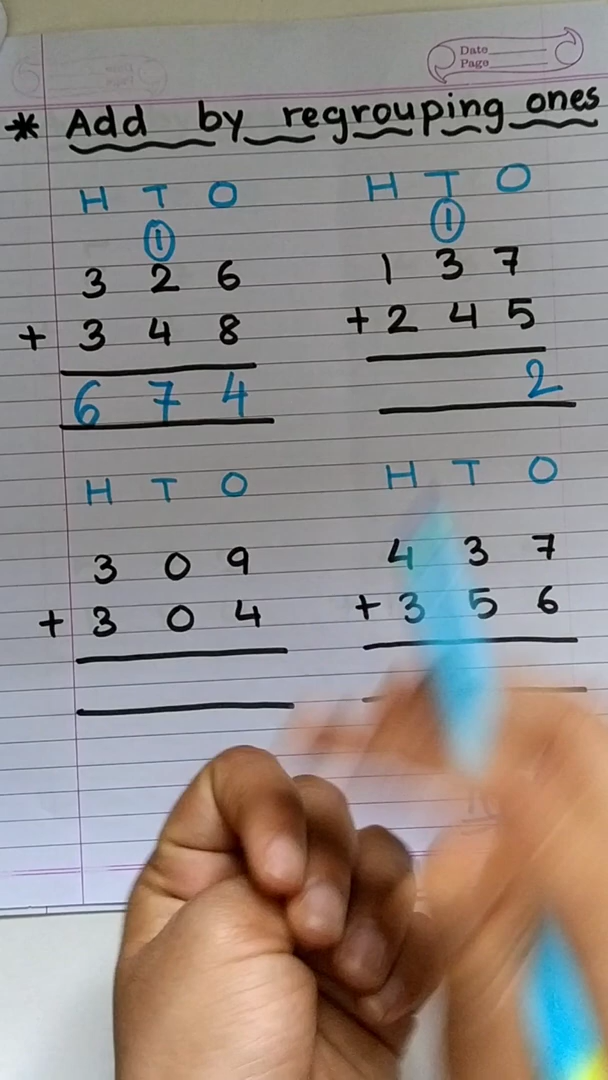 Date
Page
* Add by regrouping ones
H T O
①
3 2 6
+ 3 4 8
6 7 4
H T O
①
1 3 7
+ 2 4 5
2
H T O
3 0 9
+ 3 0 4
H T O
4 3 7
+ 3 5 6